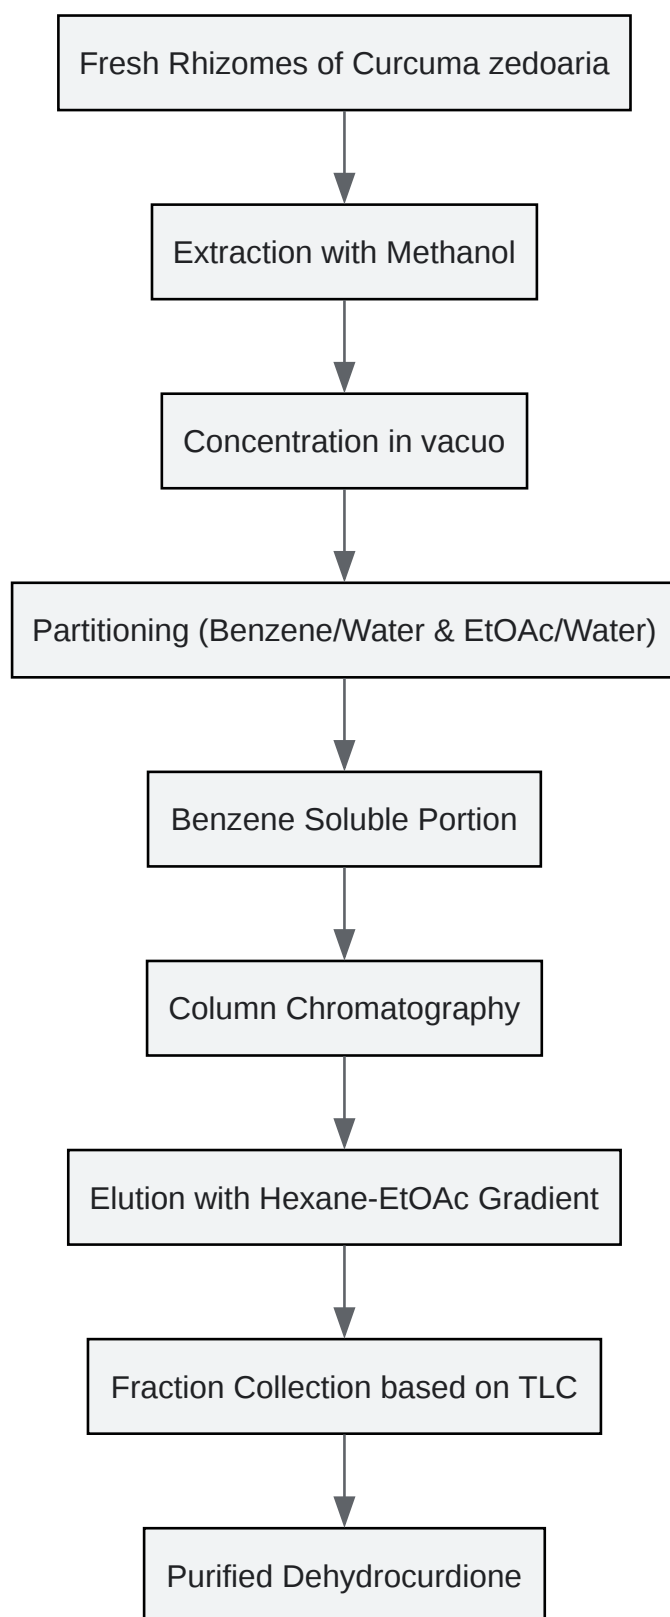 Fresh Rhizomes of Curcuma zedoaria
Extraction with Methanol
Concentration in vacuo
Partitioning (Benzene/Water & EtOAc/Water)
Benzene Soluble Portion
Column Chromatography
Elution with Hexane-EtOAc Gradient
Fraction Collection based on TLC
Purified Dehydrocurdione